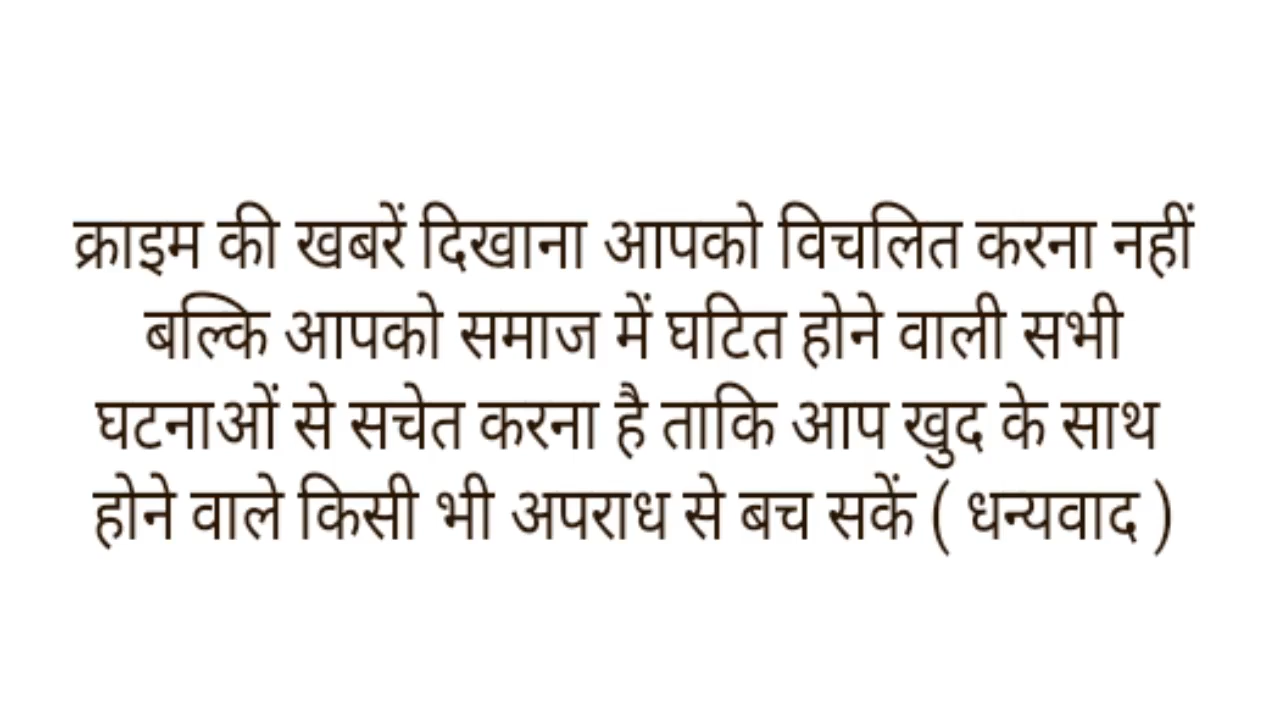 क्राइम की खबरें दिखाना आपको विचलित करना नहीं
बल्कि आपको समाज में घटित होने वाली सभी
घटनाओं से सचेत करना है ताकि आप खुद के साथ
होने वाले किसी भी अपराध से बच सकें ( धन्यवाद )